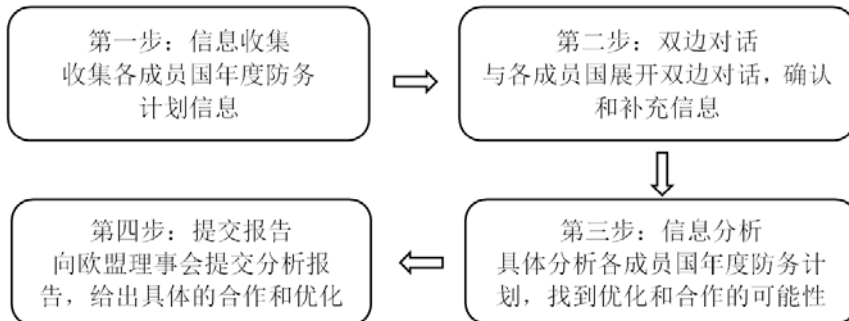 第一步：信息收集
收集各成员国年度防务
计划信息
第二步：双边对话
与各成员国展开双边对话，确认
和补充信息
第三步：信息分析
具体分析各成员国年度防务计
划，找到优化和合作的可能性
第四步：提交报告
向欧盟理事会提交分析报
告，给出具体的合作和优化